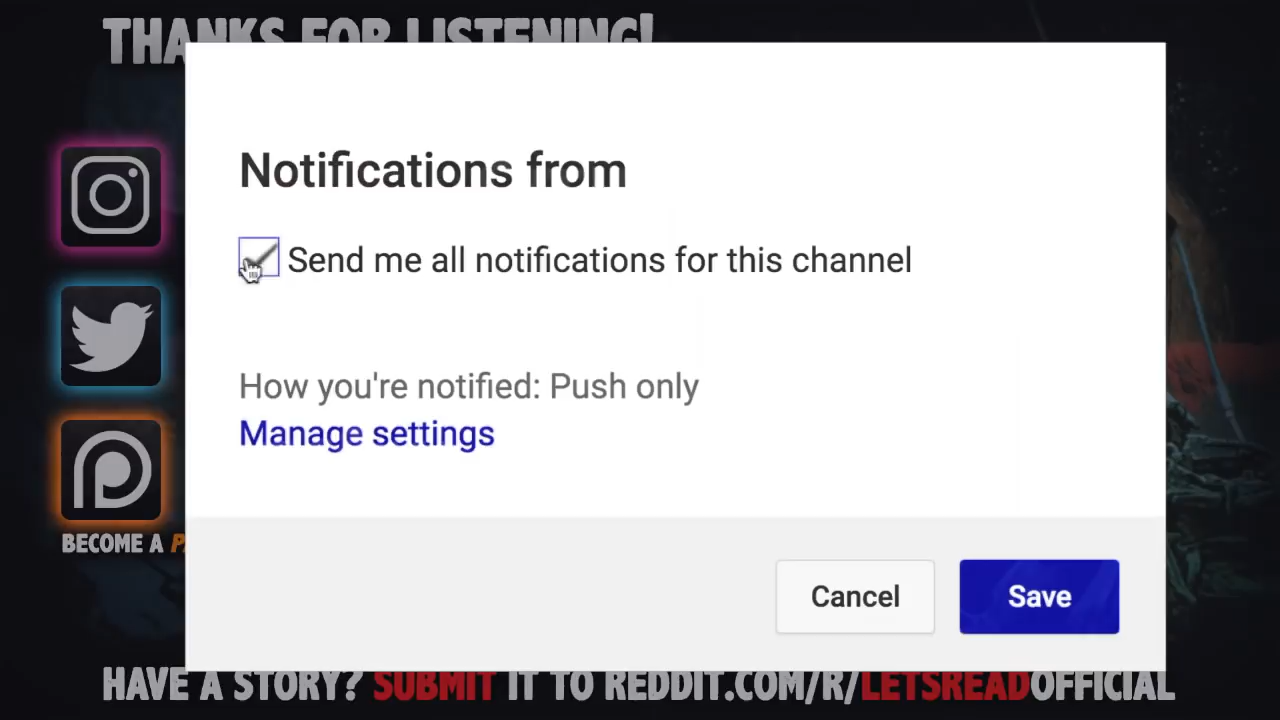 THANKS FOR LISTENING!
Notifications from
Send me all notifications for this channel
How you're notified: Push only
Manage settings
BECOME A
Cancel
Save
HAVE A STORY? SUBMIT IT TO REDDIT.COM/R/LETSREADOFFICIAL